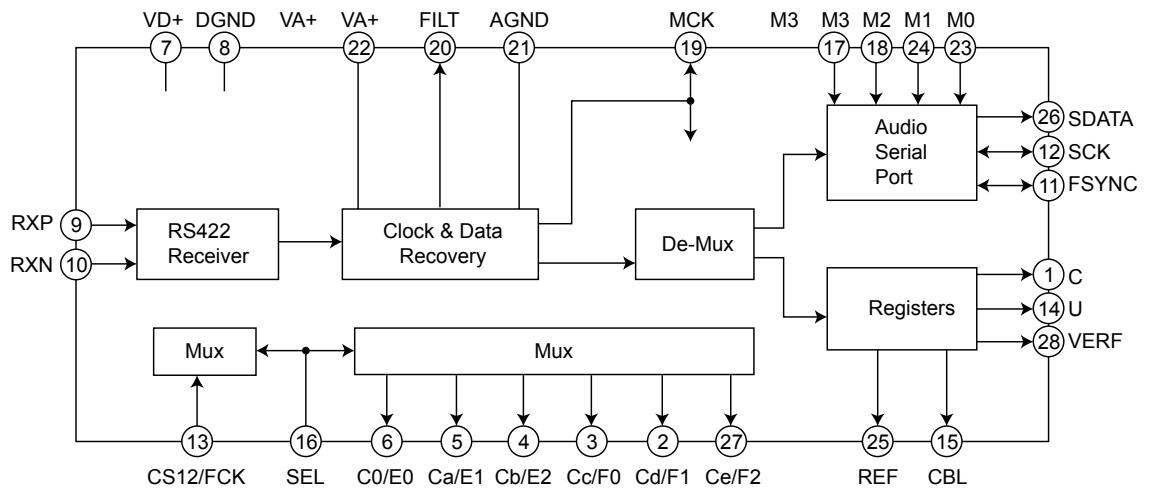 VD+ DGND VA+ VA+ FILT AGND MCK M3 M3 M2 M1 M0
7 8 22 20 21 19 17 18 24 23
Audio
Serial
Port
26 SDATA
12 SCK
11 FSYNC
RXP 9
RXN 10
RS422
Receiver
Clock & Data
Recovery
De-Mux
Registers
1 C
14 U
28 VERF
Mux
Mux
13 16 6 5 4 3 2 27 25 15
CS12/FCK SEL C0/E0 Ca/E1 Cb/E2 Cc/F0 Cd/F1 Ce/F2 REF CBL